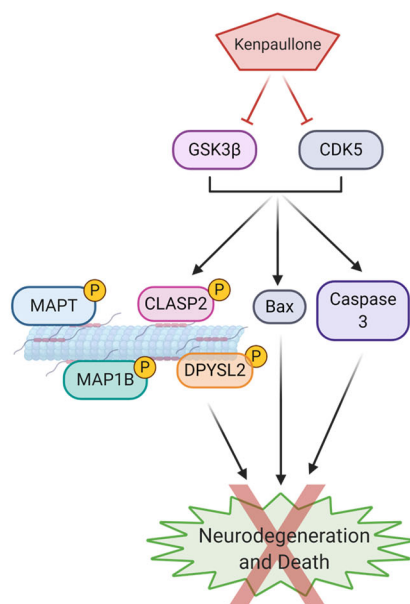 Kenpaullone
GSK3β
CDK5
MAPT
P
CLASP2
P
Bax
Caspase
3
MAP1B
P
DPYSL2
P
Neurodegeneration
and Death